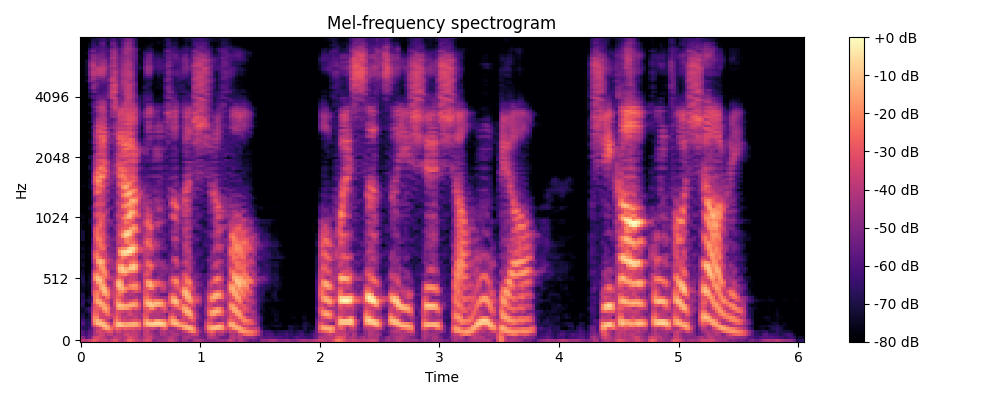 Mel-frequency spectrogram
+0 dB
4096
-10 dB
-20 dB
2048
-30 dB
Hz
1024
-40 dB
-50 dB
512
-60 dB
-70 dB
0
-80 dB
0 1 2 3 4 5 6
Time